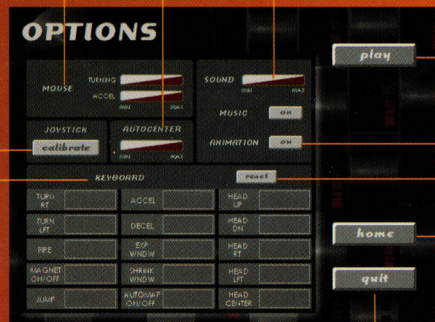 OPTIONS
MOUSE
TURNING
ACCEL
MIN MAX
SOUND
MIN MAX
MUSIC ON
ANIMATION ON
play
JOYSTICK
calibrate
AUTOCENTER
MIN MAX
KEYBOARD
reset
TURN RT
ACCEL
HEAD UP
TURN LFT
DECEL
HEAD DN
FIRE
EXP WNDW
HEAD RT
MAGNET ON/OFF
SHRINK WNDW
HEAD LFT
JUMP
AUTOMAP ON/OFF
HEAD CENTER
home
quit